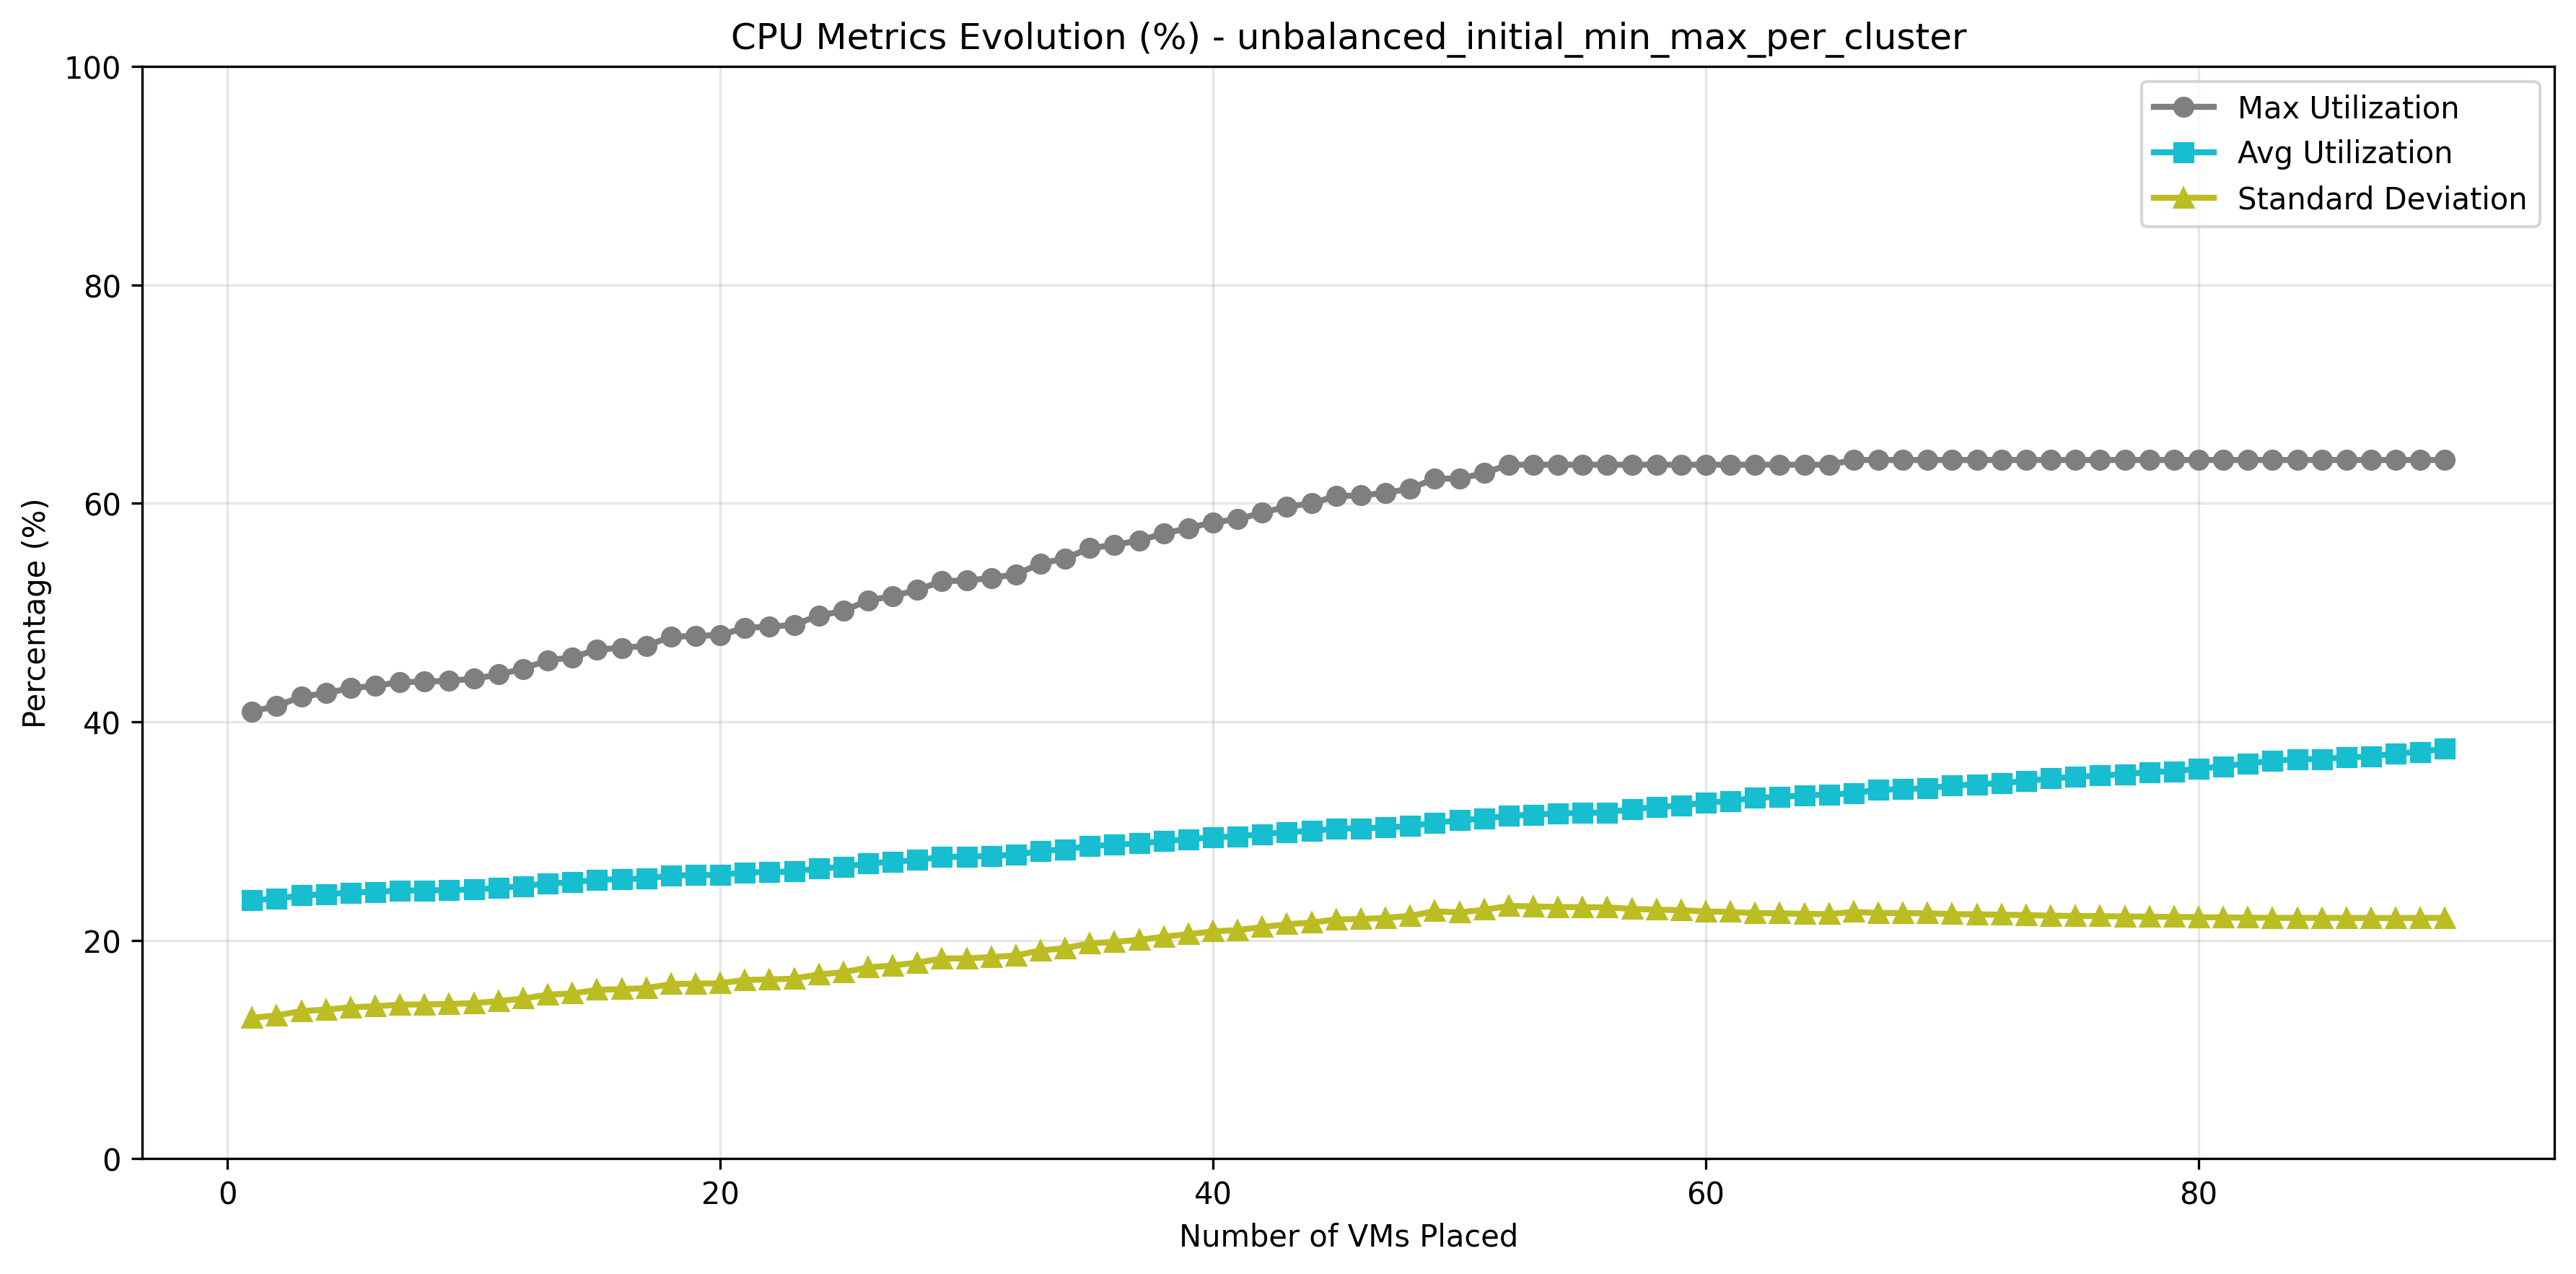 CPU Metrics Evolution (%) - unbalanced_initial_min_max_per_cluster
100
80
60
40
20
0
Percentage (%)
Max Utilization
Avg Utilization
Standard Deviation
0 20 40 60 80
Number of VMs Placed